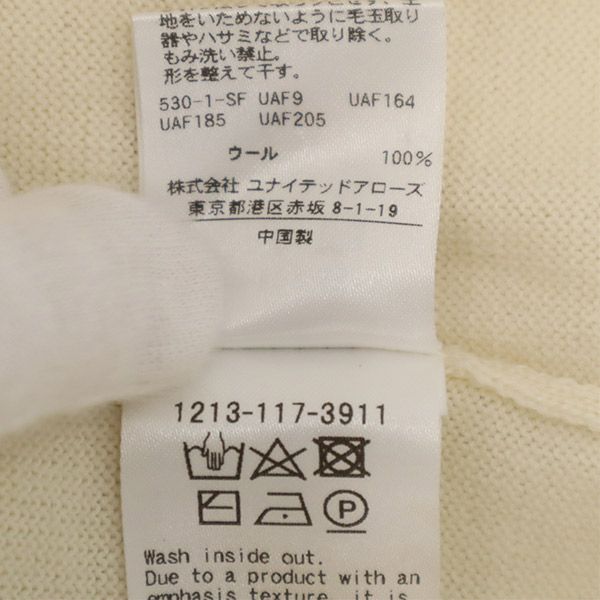 地をいためないように毛玉取り
器やハサミなどで取り除く。
もみ洗い禁止。
形を整えて干す。
530-1-SF UAF9 UAF164
UAF185 UAF205
ウール 100%
株式会社 ユナイテッドアローズ
東京都港区赤坂 8-1-19
中国製
1213-117-3911
P
Wash inside out.
Due to a product with an
emphasis texture, it is